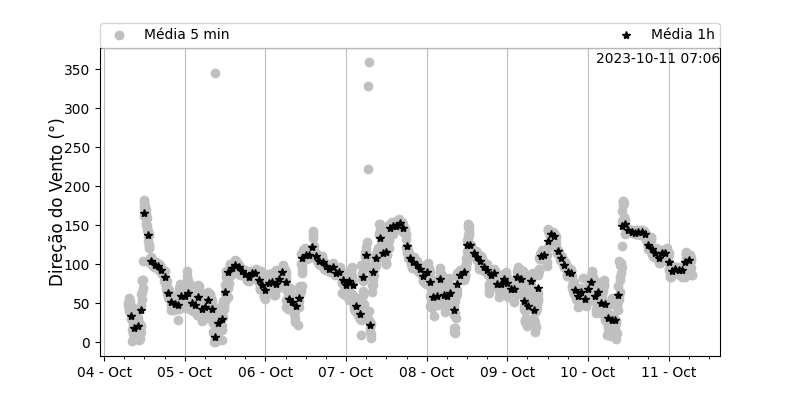 Média 5 min
Média 1h
2023-10-11 07:06
Direção do Vento (°)
350
300
250
200
150
100
50
0
04 - Oct
05 - Oct
06 - Oct
07 - Oct
08 - Oct
09 - Oct
10 - Oct
11 - Oct